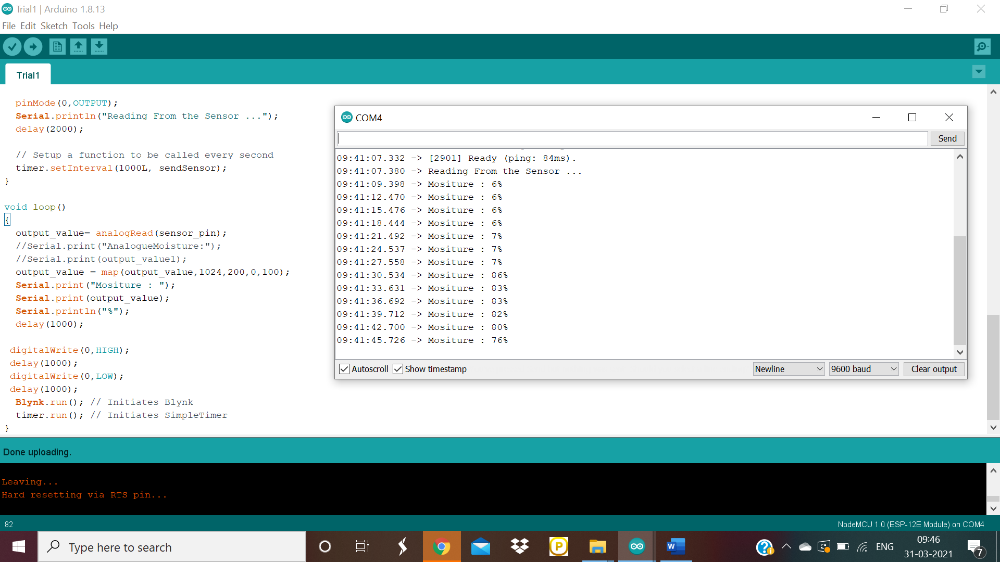 Trial1 | Arduino 1.8.13
File Edit Sketch Tools Help
Trial1
pinMode(0,OUTPUT);
Serial.println("Reading From the Sensor ...");
delay(2000);
// Setup a function to be called every second
timer.setInterval(1000L, sendSensor);
}
void loop()
{
output_value= analogRead(sensor_pin);
//Serial.print("AnalogueMoisture:");
//Serial.print(output_value1);
output_value = map(output_value,1024,200,0,100);
Serial.print("Mositure : ");
Serial.print(output_value);
Serial.println("%");
delay(1000);
digitalWrite(0,HIGH);
delay(1000);
digitalWrite(0,LOW);
delay(1000);
Blynk.run(); // Initiates Blynk
timer.run(); // Initiates SimpleTimer
}
COM4
Send
09:41:07.332 -> [2901] Ready (ping: 84ms).
09:41:07.380 -> Reading From the Sensor ...
09:41:09.398 -> Mositure : 6%
09:41:12.470 -> Mositure : 6%
09:41:15.476 -> Mositure : 6%
09:41:18.444 -> Mositure : 6%
09:41:21.492 -> Mositure : 7%
09:41:24.537 -> Mositure : 7%
09:41:27.558 -> Mositure : 7%
09:41:30.534 -> Mositure : 86%
09:41:33.631 -> Mositure : 83%
09:41:36.692 -> Mositure : 83%
09:41:39.712 -> Mositure : 82%
09:41:42.700 -> Mositure : 80%
09:41:45.726 -> Mositure : 76%
Autoscroll Show timestamp Newline 9600 baud Clear output
Done uploading.
Leaving...
Hard resetting via RTS pin...
82 NodeMCU 1.0 (ESP-12E Module) on COM4
Type here to search
P
W
ENG
09:46
31-03-2021
7